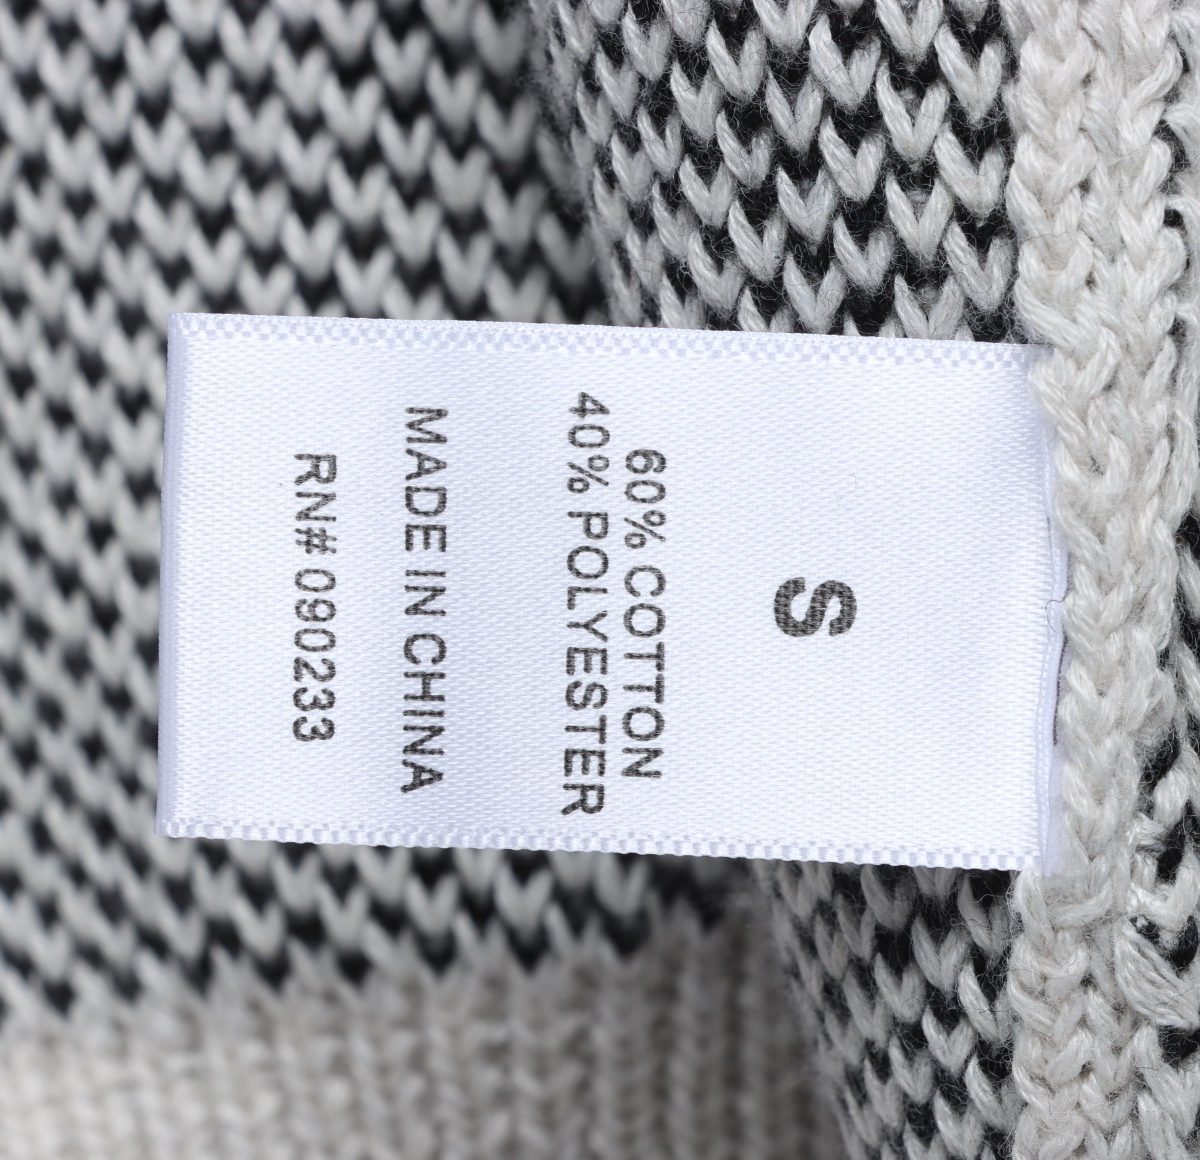 S
60% COTTON
40% POLYESTER
MADE IN CHINA
RN# 090233